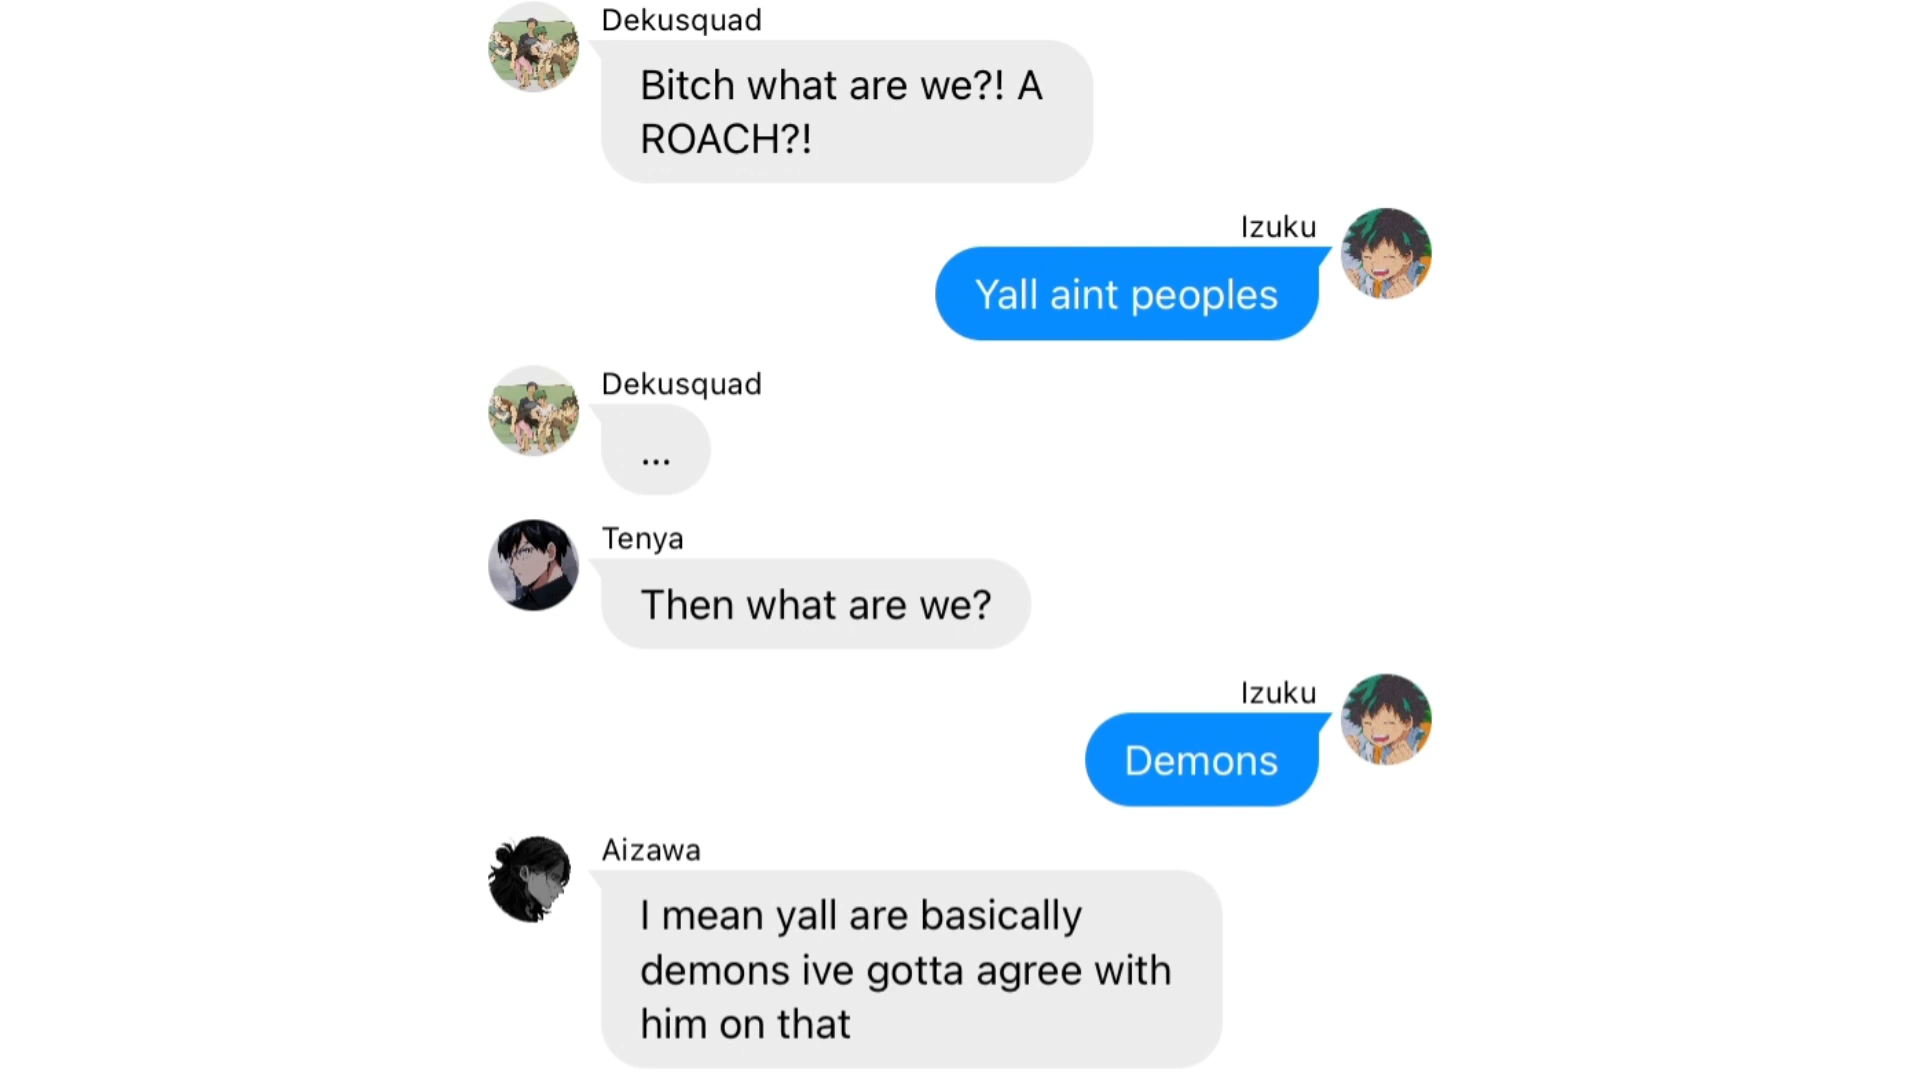 Dekusquad
Bitch what are we?! A
ROACH?!
Izuku
Yall aint peoples
Dekusquad
...
Tenya
Then what are we?
Izuku
Demons
Aizawa
I mean yall are basically
demons ive gotta agree with
him on that